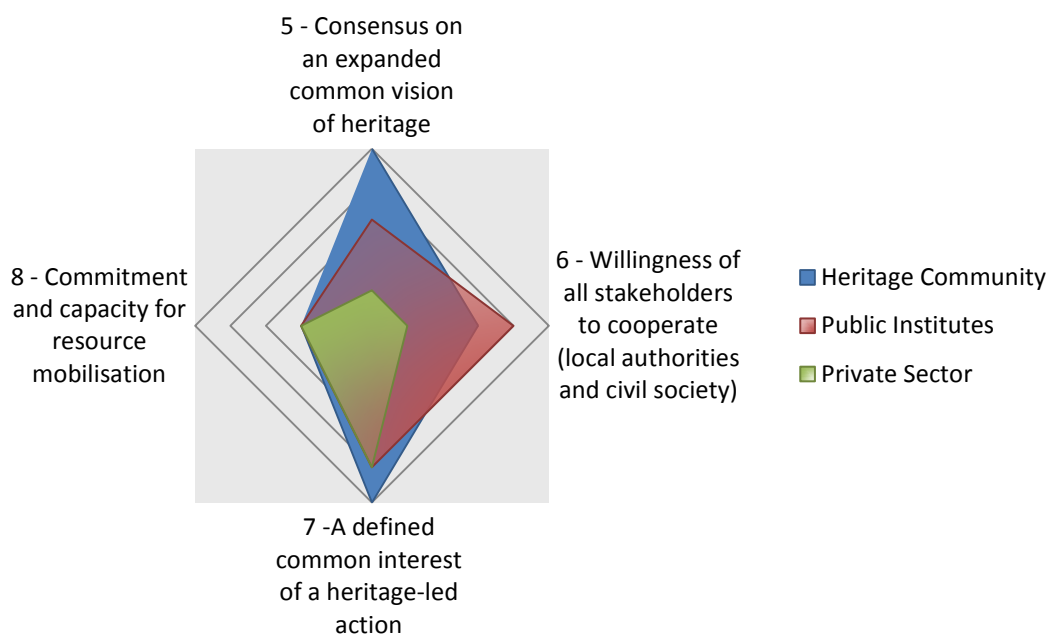 5 - Consensus on
an expanded
common vision
of heritage
8 - Commitment
and capacity for
resource
mobilisation
6 - Willingness of
all stakeholders
to cooperate
(local authorities
and civil society)
7 -A defined
common interest
of a heritage-led
action
Heritage Community
Public Institutes
Private Sector